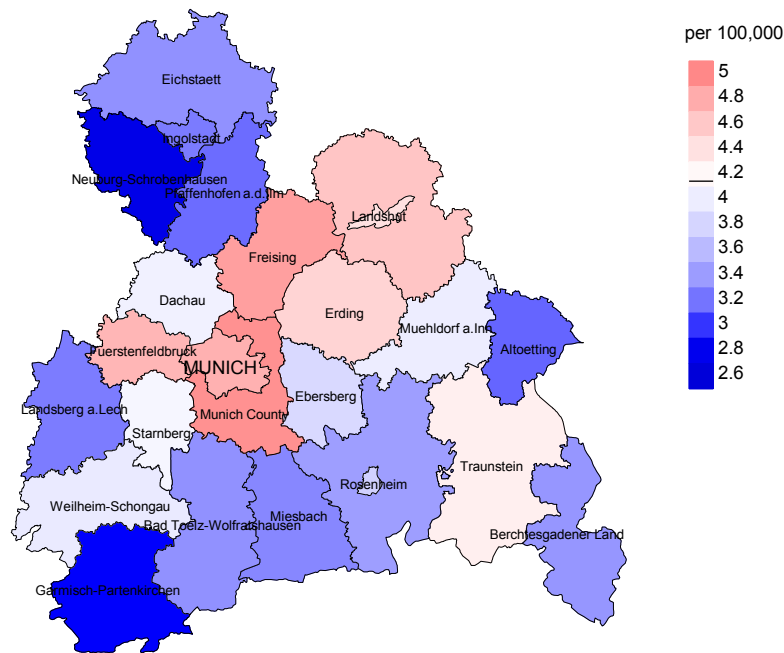 per 100,000
5
4.8
4.6
4.4
4.2
4
3.8
3.6
3.4
3.2
3
2.8
2.6
Eichstaett
Ingolstadt
Neuburg-Schrobenhausen
Pfaffenhofen a.d.Ilm
Landshut
Freising
Dachau
Erding
Muehldorf a.Inn
Altoetting
Fuerstenfeldbruck
MUNICH
Ebersberg
Landsberg a.Lech
Munich County
Starnberg
Traunstein
Rosenheim
Weilheim-Schongau
Miesbach
Bad Toelz-Wolfratshausen
Berchtesgadener Land
Garmisch-Partenkirchen